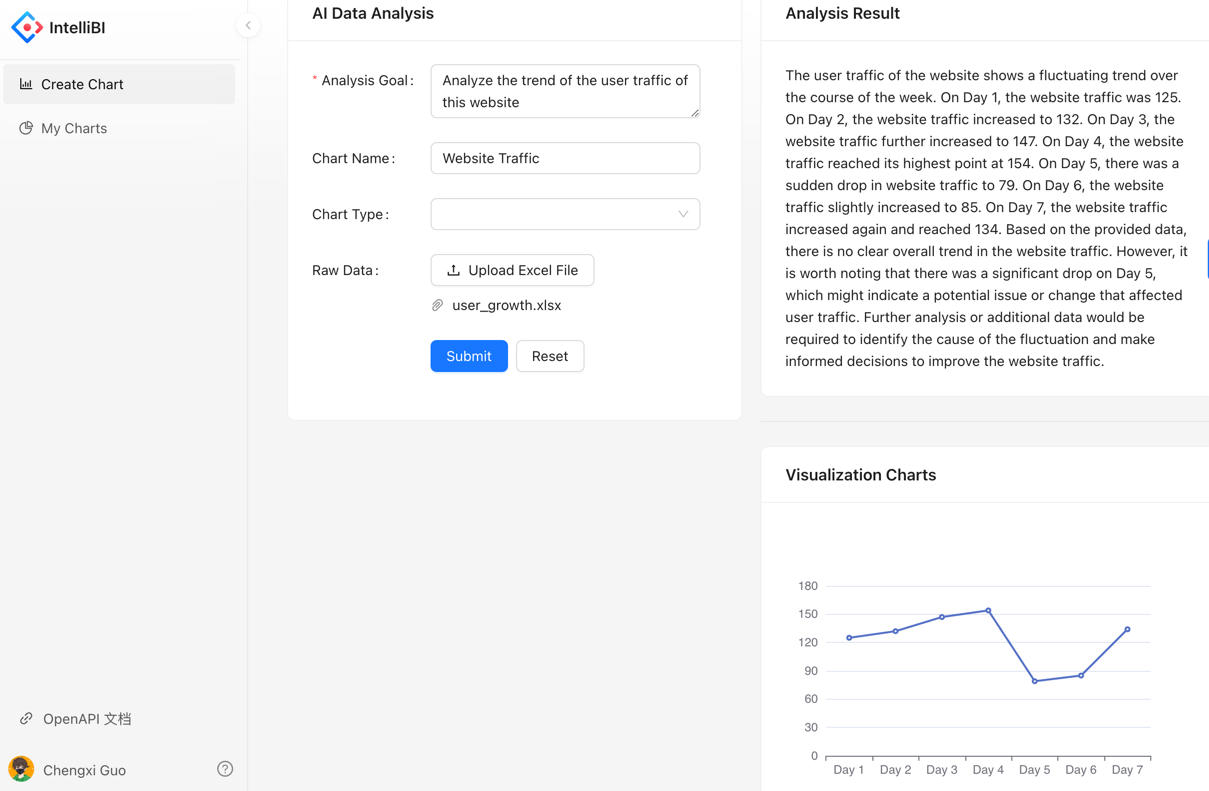 IntelliBI
Create Chart
My Charts
OpenAPI 文档
Chengxi Guo
AI Data Analysis
* Analysis Goal:
Analyze the trend of the user traffic of
this website
Chart Name:
Website Traffic
Chart Type:
Raw Data:
Upload Excel File
user_growth.xlsx
Submit
Reset
Analysis Result
The user traffic of the website shows a fluctuating trend over
the course of the week. On Day 1, the website traffic was 125.
On Day 2, the website traffic increased to 132. On Day 3, the
website traffic further increased to 147. On Day 4, the website
traffic reached its highest point at 154. On Day 5, there was a
sudden drop in website traffic to 79. On Day 6, the website
traffic slightly increased to 85. On Day 7, the website traffic
increased again and reached 134. Based on the provided data,
there is no clear overall trend in the website traffic. However, it
is worth noting that there was a significant drop on Day 5,
which might indicate a potential issue or change that affected
user traffic. Further analysis or additional data would be
required to identify the cause of the fluctuation and make
informed decisions to improve the website traffic.
Visualization Charts
180
150
120
90
60
30
0
Day 1 Day 2 Day 3 Day 4 Day 5 Day 6 Day 7